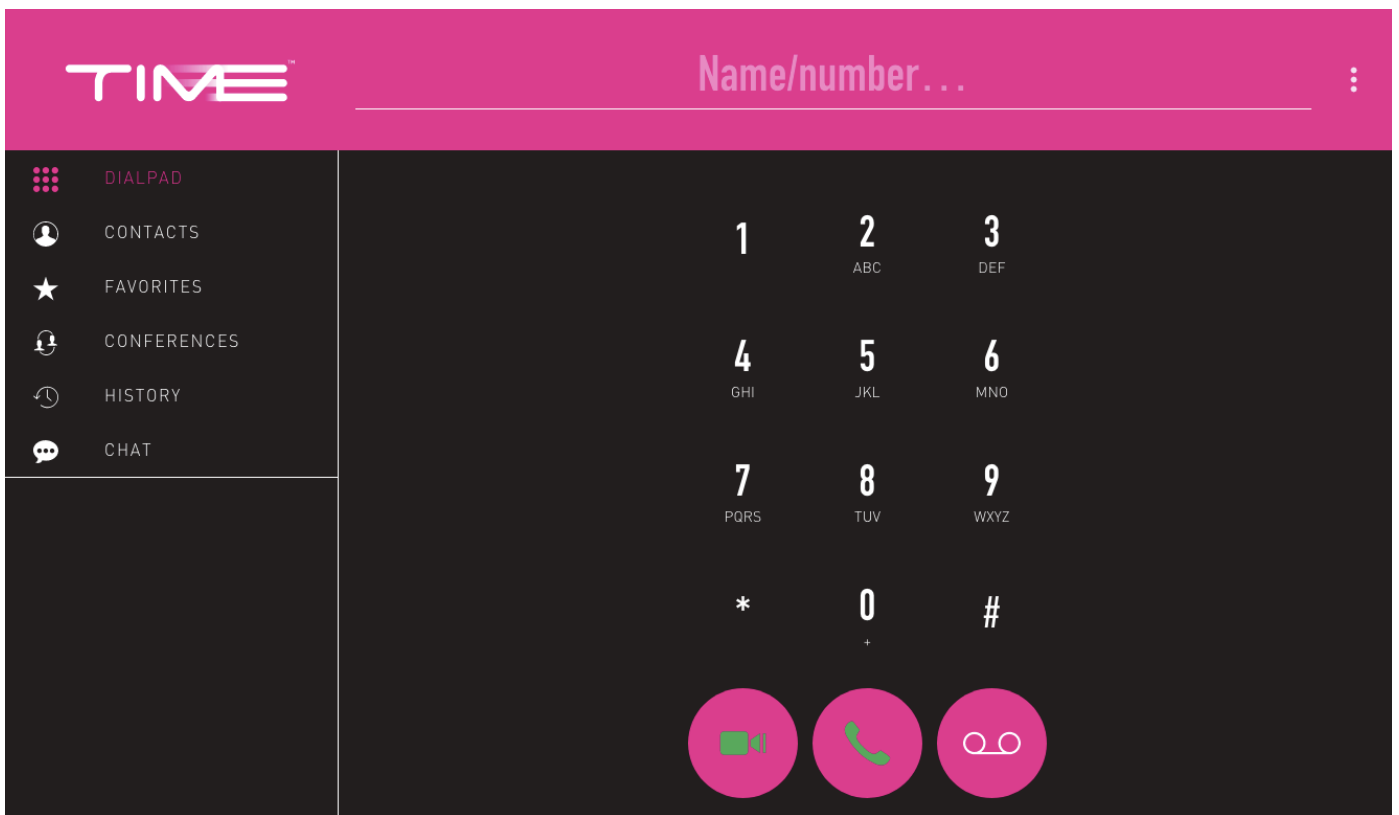 TIME™
Name/number...
DIALPAD
CONTACTS
FAVORITES
CONFERENCES
HISTORY
CHAT
1 2 3
ABC DEF
4 5 6
GHI JKL MNO
7 8 9
PQRS TUV WXYZ
* 0 #
+